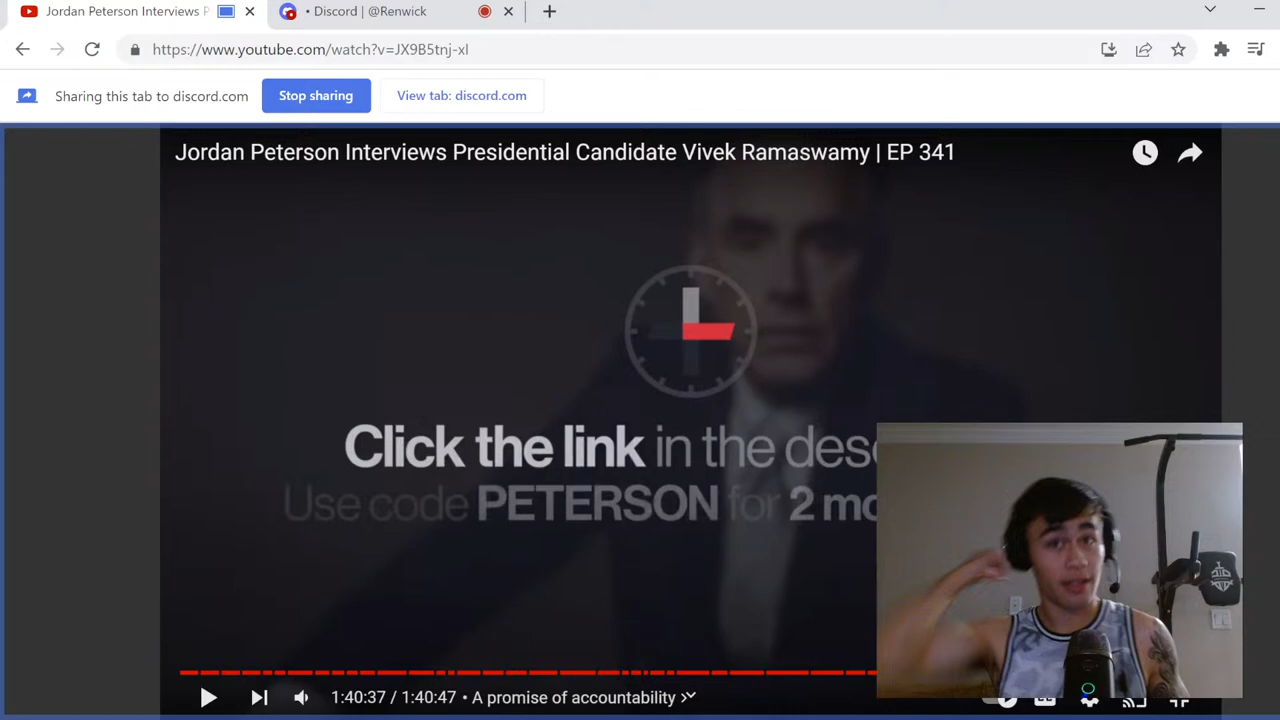 Jordan Peterson Interviews P
• Discord | @Renwick
https://www.youtube.com/watch?v=JX9B5tnj-xI
Sharing this tab to discord.com
Stop sharing
View tab: discord.com
Jordan Peterson Interviews Presidential Candidate Vivek Ramaswamy | EP 341
Click the link in the desc
Use code PETERSON for 2 mo
1:40:37 / 1:40:47 • A promise of accountability